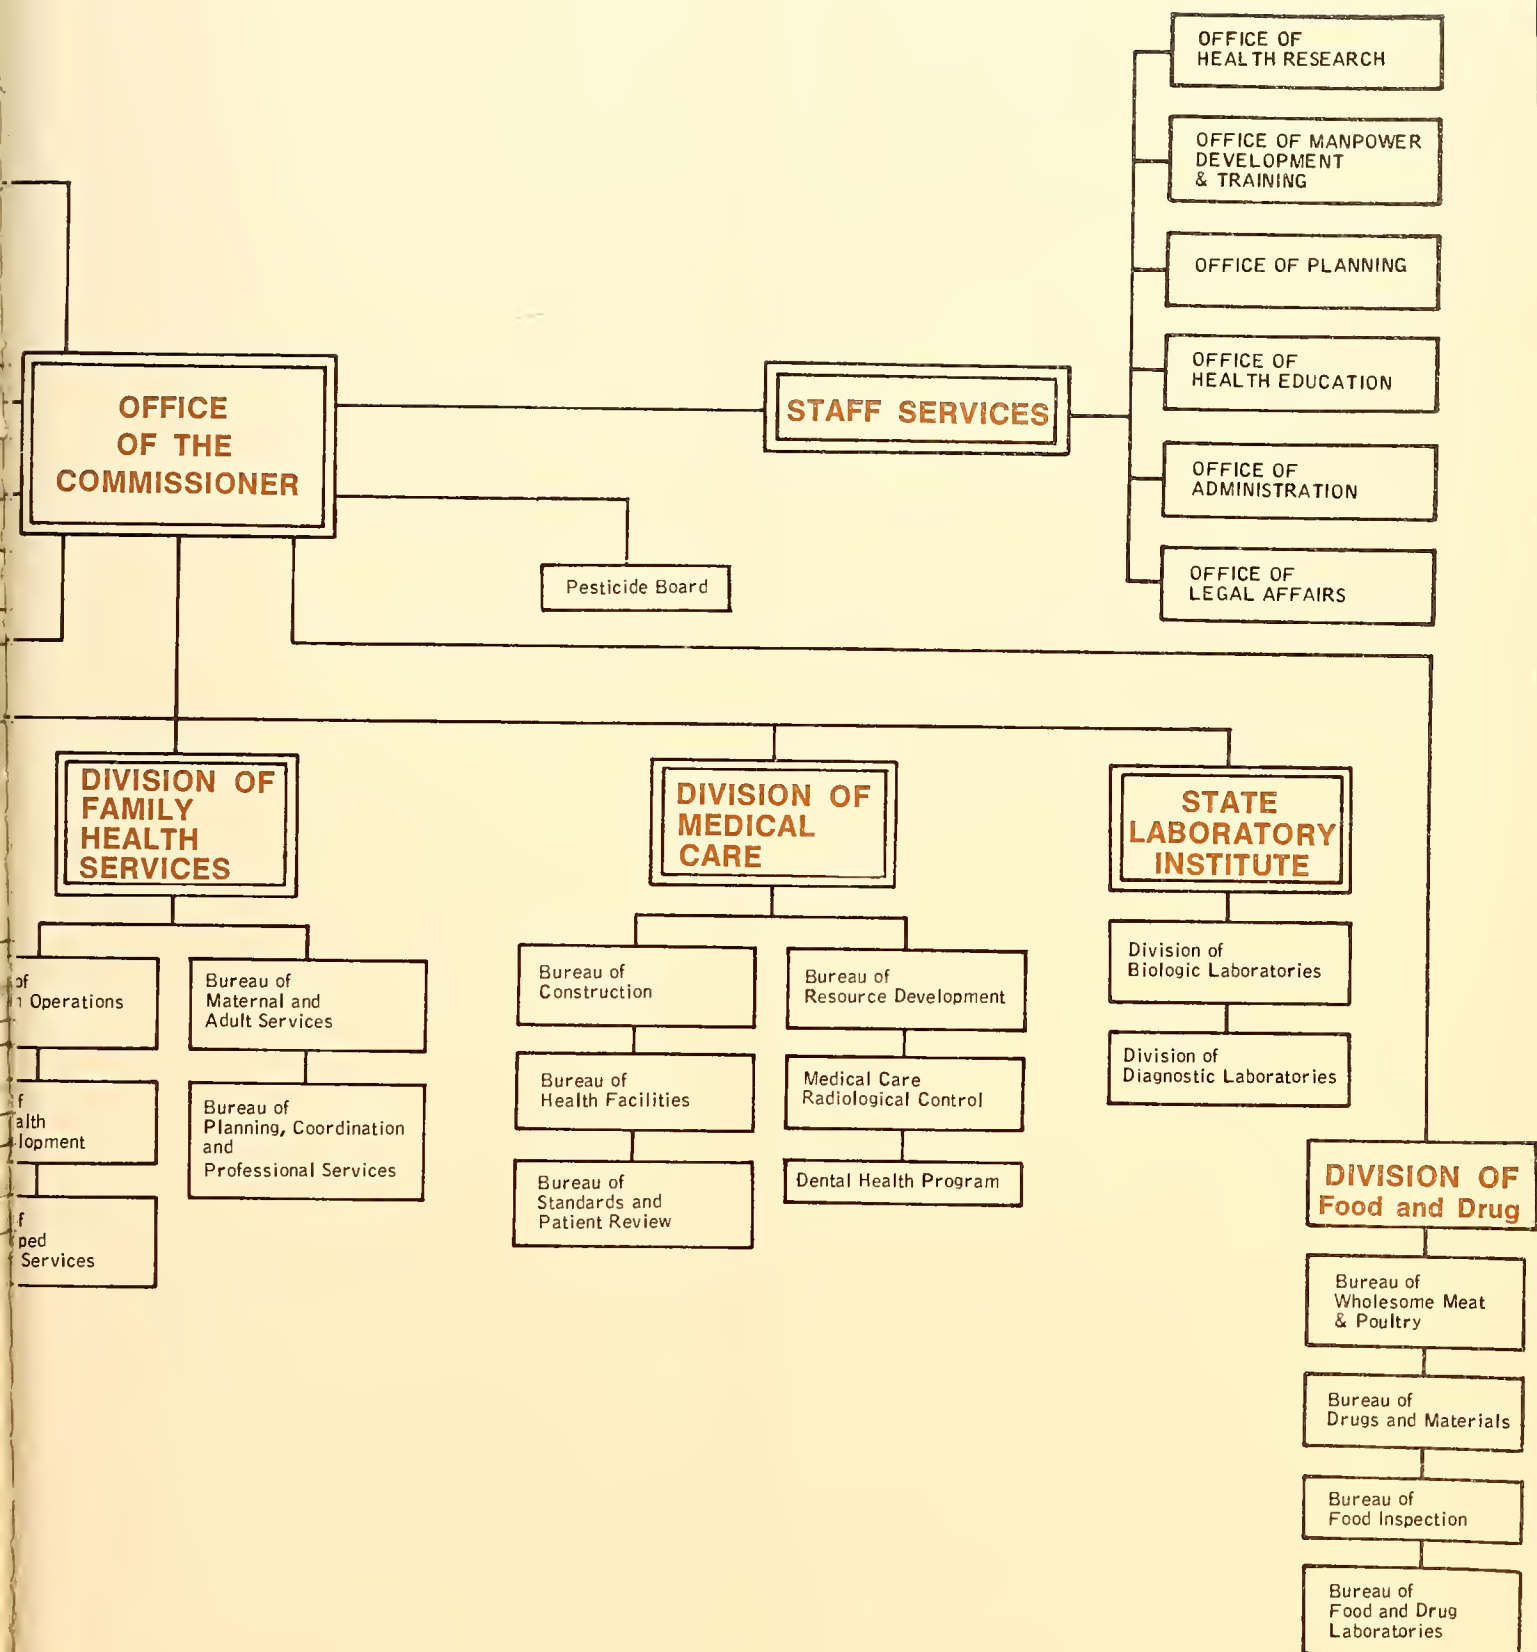 OFFICE OF
HEALTH RESEARCH
OFFICE OF MANPOWER
DEVELOPMENT
& TRAINING
OFFICE OF PLANNING
OFFICE OF
HEALTH EDUCATION
OFFICE OF
ADMINISTRATION
OFFICE OF
LEGAL AFFAIRS
OFFICE
OF THE
COMMISSIONER
STAFF SERVICES
Pesticide Board
DIVISION OF
FAMILY
HEALTH
SERVICES
of
Operations
alth
lopment
ped
Services
Bureau of
Maternal and
Adult Services
Bureau of
Planning, Coordination
and
Professional Services
DIVISION OF
MEDICAL
CARE
Bureau of
Construction
Bureau of
Health Facilities
Bureau of
Standards and
Patient Review
Bureau of
Resource Development
Medical Care
Radiological Control
Dental Health Program
STATE
LABORATORY
INSTITUTE
Division of
Biologic Laboratories
Division of
Diagnostic Laboratories
DIVISION OF
Food and Drug
Bureau of
Wholesome Meat
& Poultry
Bureau of
Drugs and Materials
Bureau of
Food Inspection
Bureau of
Food and Drug
Laboratories